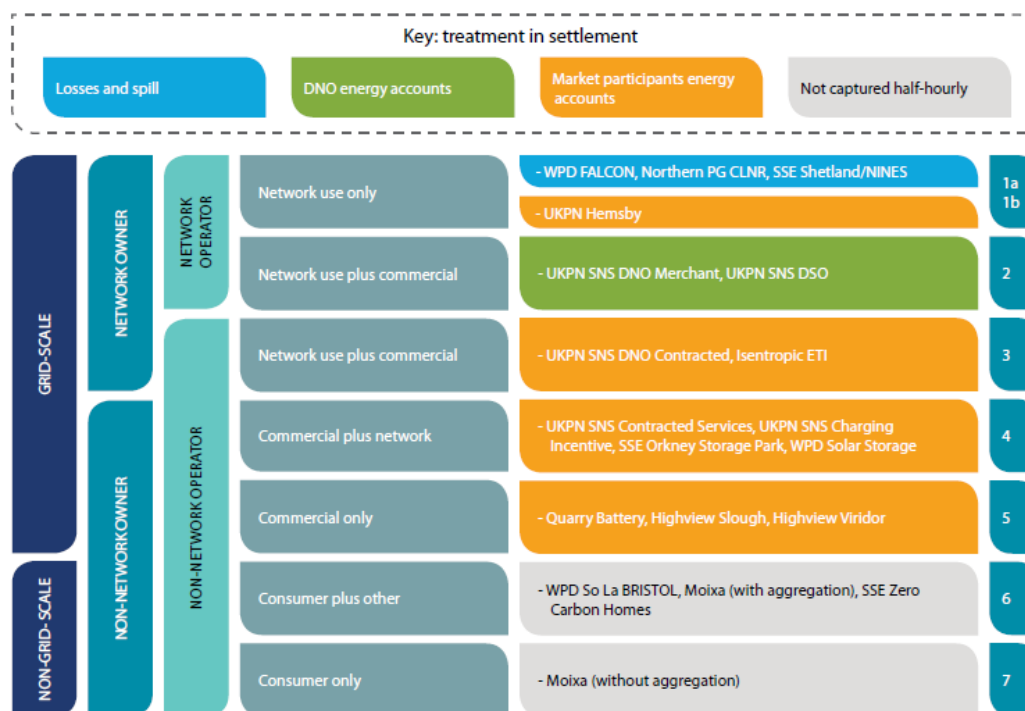 Key: treatment in settlement
Losses and spill
DNO energy accounts
Market participants energy
accounts
Not captured half-hourly
GRID-SCALE
NON-GRID- SCALE
NETWORK OWNER
NON-NETWORK OWNER
NETWORK
OPERATOR
NON-NETWORK OPERATOR
Network use only
- WPD FALCON, Northern PG CLNR, SSE Shetland/NINES
- UKPN Hemsby
1a
1b
Network use plus commercial
- UKPN SNS DNO Merchant, UKPN SNS DSO
2
Network use plus commercial
- UKPN SNS DNO Contracted, Isentropic ETI
3
Commercial plus network
- UKPN SNS Contracted Services, UKPN SNS Charging
Incentive, SSE Orkney Storage Park, WPD Solar Storage
4
Commercial only
- Quarry Battery, Highview Slough, Highview Viridor
5
Consumer plus other
- WPD So La BRISTOL, Moixa (with aggregation), SSE Zero
Carbon Homes
6
Consumer only
- Moixa (without aggregation)
7